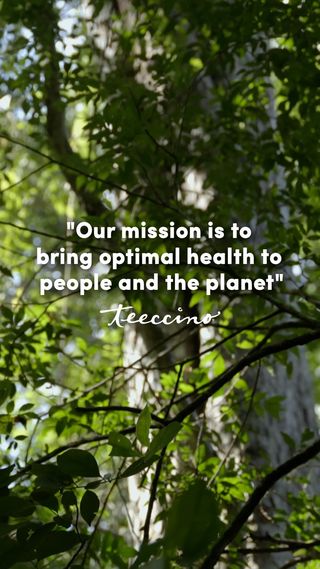 "Our mission is to
bring optimal health to
people and the planet"
teeccino